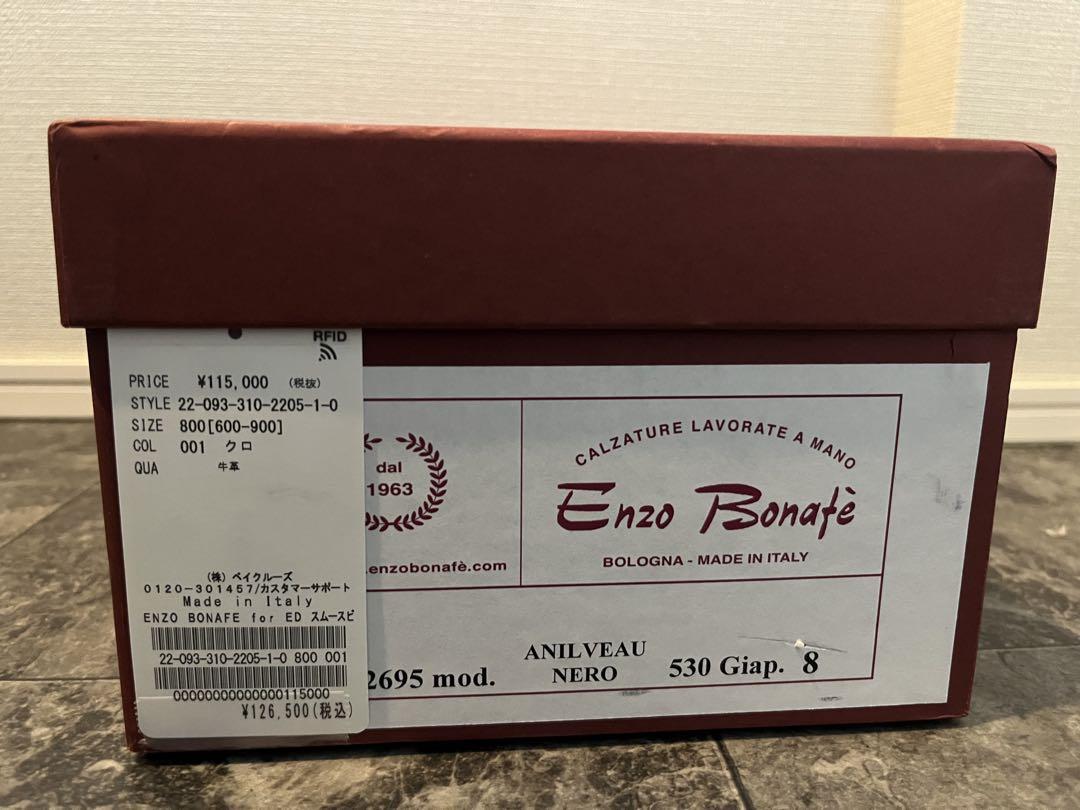 RFID
PRICE ¥115,000 (税抜)
STYLE 22-093-310-2205-1-0
SIZE 800[600-900]
COL 001 クロ
QUA 牛革
(株) ベイクルーズ
0120-301457/カスタマーサポート
Made in Italy
ENZO BONAFE for ED スムースピ
22-093-310-2205-1-0 800 001
00000000000000115000
¥126,500(税込)
dal
1963
.enzobonafè.com
CALZATURE LAVORATE A MANO
Enzo Bonafè
BOLOGNA - MADE IN ITALY
2695 mod.
ANILVEAU
NERO
530 Giap. 8